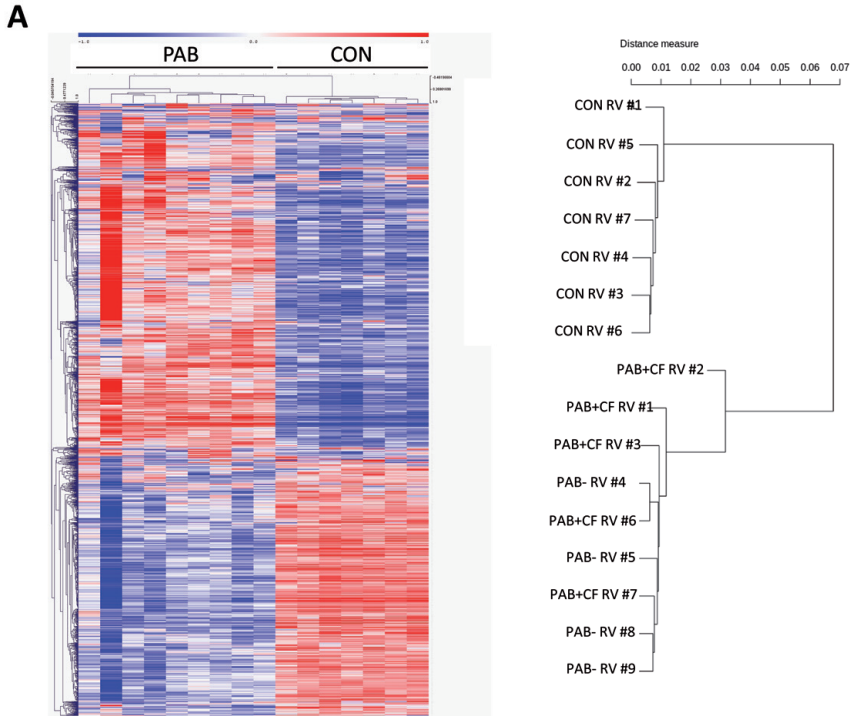 A
-1.0 0.0 1.0
PAB CON
1.0
Distance measure
0.00 0.01 0.02 0.03 0.04 0.05 0.06 0.07
CON RV #1
CON RV #5
CON RV #2
CON RV #7
CON RV #4
CON RV #3
CON RV #6
PAB+CF RV #2
PAB+CF RV #1
PAB+CF RV #3
PAB- RV #4
PAB+CF RV #6
PAB- RV #5
PAB+CF RV #7
PAB- RV #8
PAB- RV #9